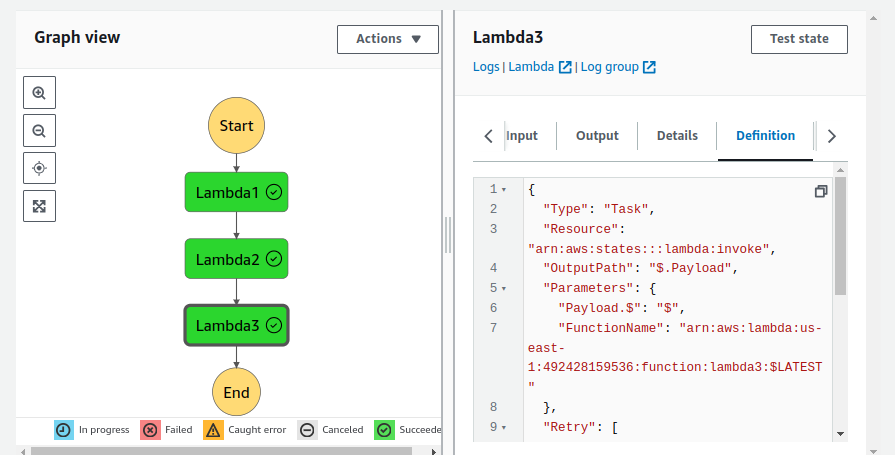 Graph view
Actions
Start
Lambda1
Lambda2
Lambda3
End
In progress
Failed
Caught error
Canceled
Succeede
Lambda3
Test state
Logs | Lambda | Log group
Input
Output
Details
Definition
1 {
2 "Type": "Task",
3 "Resource":
"arn:aws:states:::lambda:invoke",
4 "OutputPath": "$.Payload",
5 "Parameters": {
6 "Payload.$": "$",
7 "FunctionName": "arn:aws:lambda:us-
east-
1:492428159536:function:lambda3:$LATEST
"
8 },
9 "Retry": [